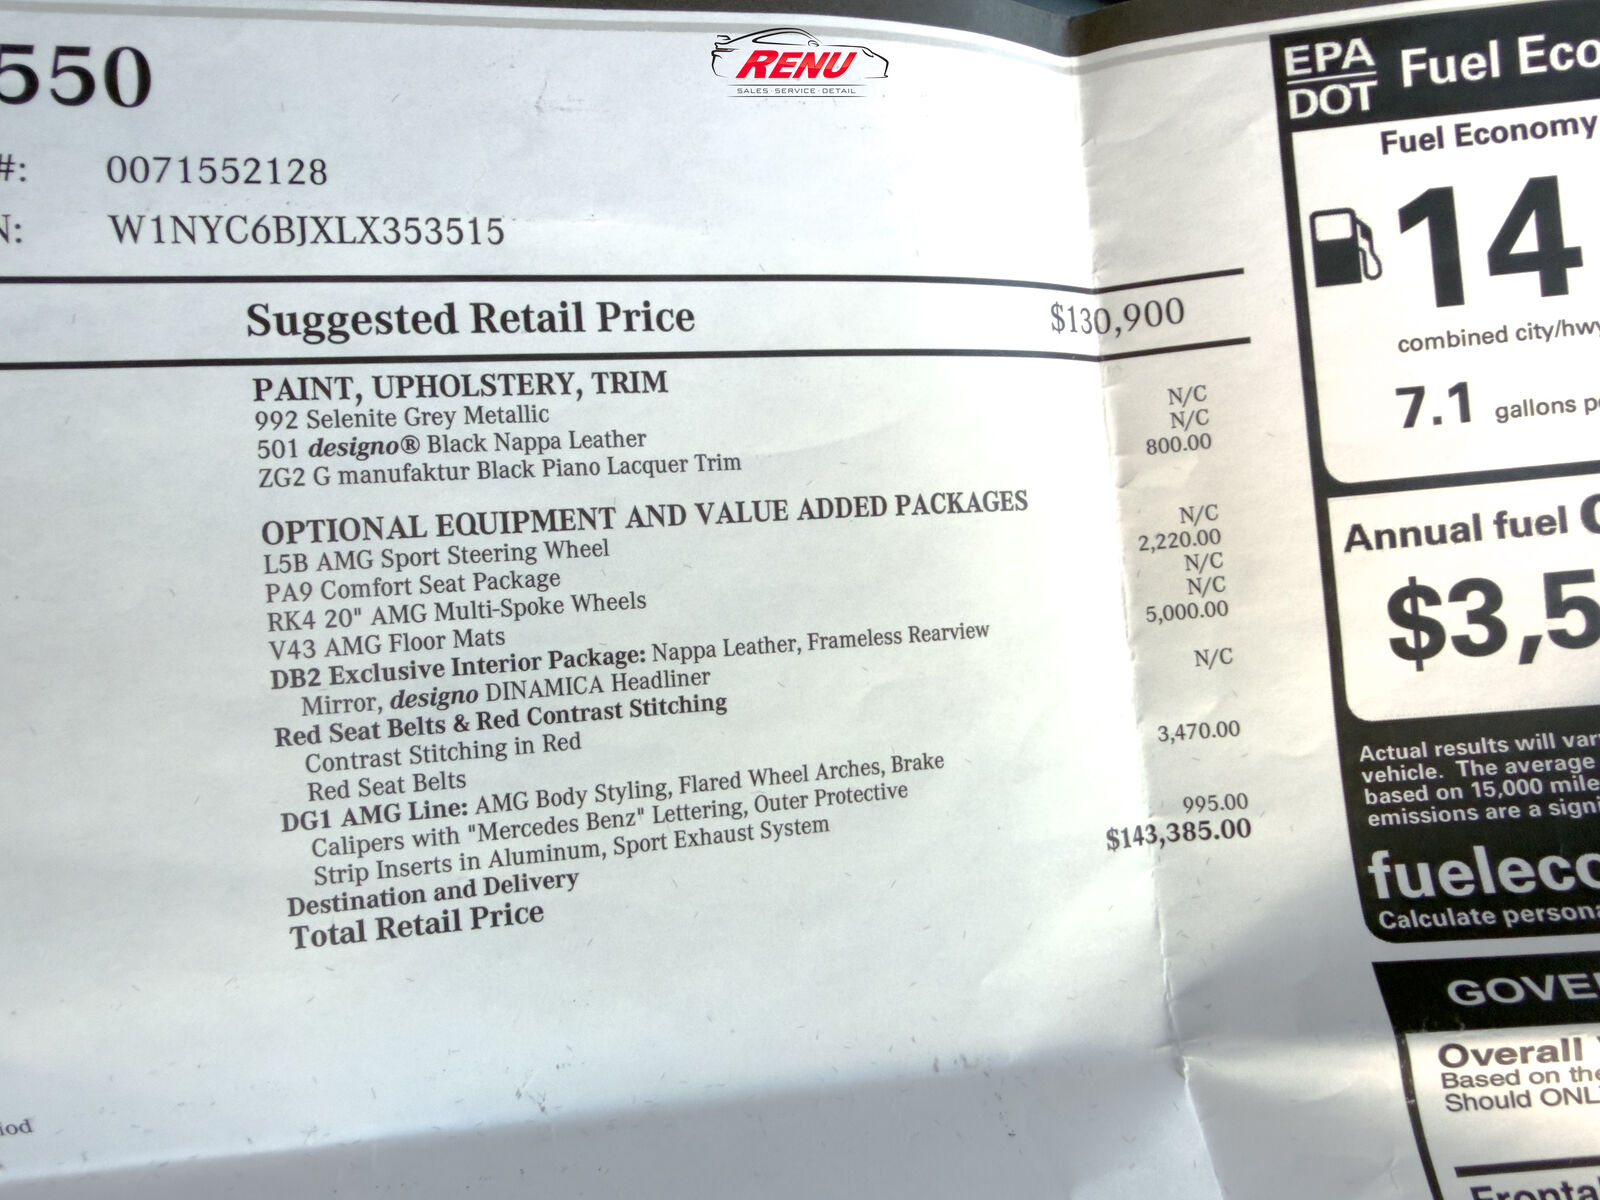 550
RENU
SALES · SERVICE · DETAIL
#: 0071552128
N: W1NYC6BJXLX353515
Suggested Retail Price $130,900
PAINT, UPHOLSTERY, TRIM
992 Selenite Grey Metallic N/C
501 designo® Black Nappa Leather N/C
ZG2 G manufaktur Black Piano Lacquer Trim 800.00
OPTIONAL EQUIPMENT AND VALUE ADDED PACKAGES
L5B AMG Sport Steering Wheel N/C
PA9 Comfort Seat Package 2,220.00
RK4 20" AMG Multi-Spoke Wheels N/C
V43 AMG Floor Mats N/C
DB2 Exclusive Interior Package: Nappa Leather, Frameless Rearview 5,000.00
Mirror, designo DINAMICA Headliner
Red Seat Belts & Red Contrast Stitching N/C
Contrast Stitching in Red
Red Seat Belts
DG1 AMG Line: AMG Body Styling, Flared Wheel Arches, Brake 3,470.00
Calipers with "Mercedes Benz" Lettering, Outer Protective
Strip Inserts in Aluminum, Sport Exhaust System
Destination and Delivery 995.00
Total Retail Price $143,385.00
iod
EPA
DOT
Fuel Eco
Fuel Economy
14
combined city/hwy
7.1 gallons p
Annual fuel
$3,5
Actual results will var
vehicle. The average
based on 15,000 mile
emissions are a signi
fueleco
Calculate persona
GOVE
Overall
Based on the
Should ONL
Fronta